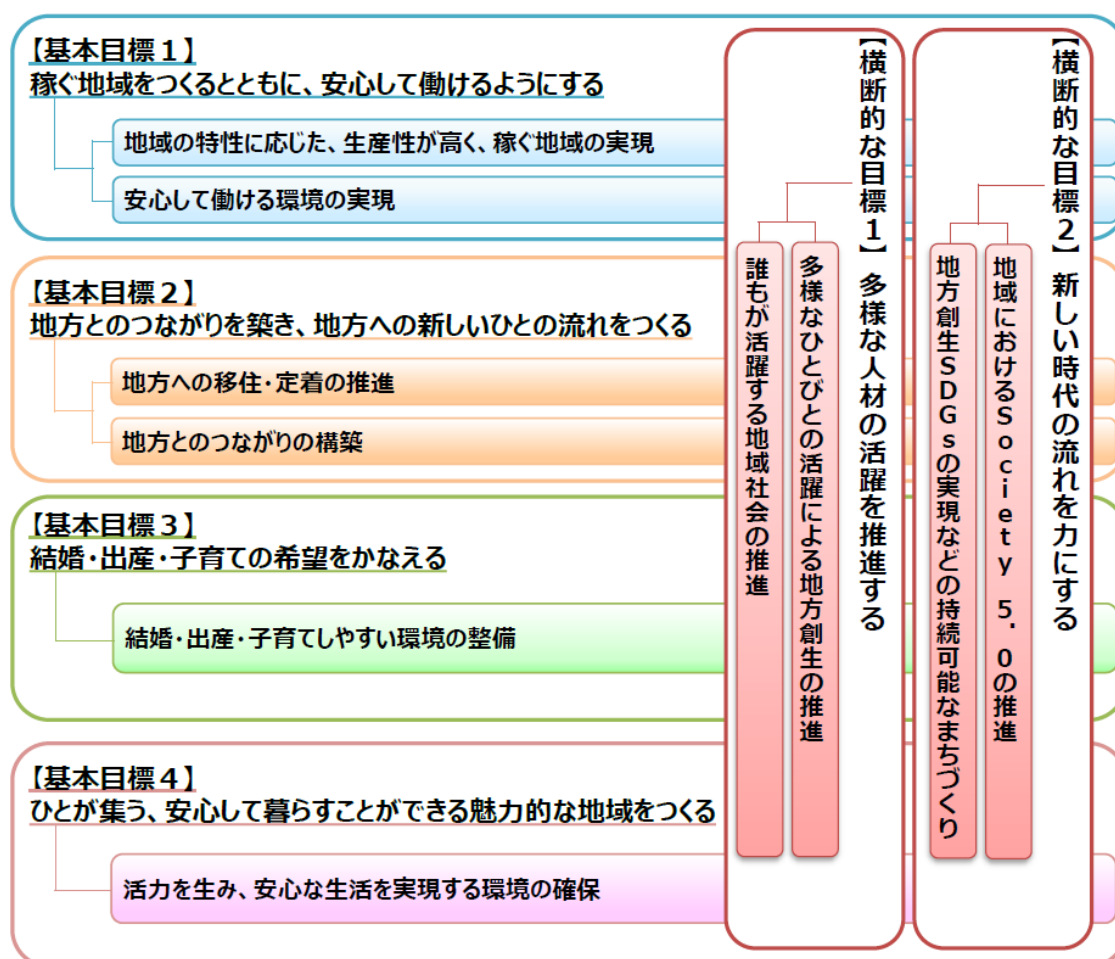 【基本目標１】
稼ぐ地域をつくるとともに、安心して働けるようにする
地域の特性に応じた、生産性が高く、稼ぐ地域の実現
安心して働ける環境の実現
【基本目標２】
地方とのつながりを築き、地方への新しいひとの流れをつくる
地方への移住・定着の推進
地方とのつながりの構築
【基本目標３】
結婚・出産・子育ての希望をかなえる
結婚・出産・子育てしやすい環境の整備
【基本目標４】
ひとが集う、安心して暮らすことができる魅力的な地域をつくる
活力を生み、安心な生活を実現する環境の確保
【横断的な目標１】多様な人材の活躍を推進する
多様なひとびとの活躍による地方創生の推進
誰もが活躍する地域社会の推進
【横断的な目標２】新しい時代の流れを力にする
地域におけるＳｏｃｉｅｔｙ　５．０の推進
地方創生ＳＤＧｓの実現などの持続可能なまちづくり